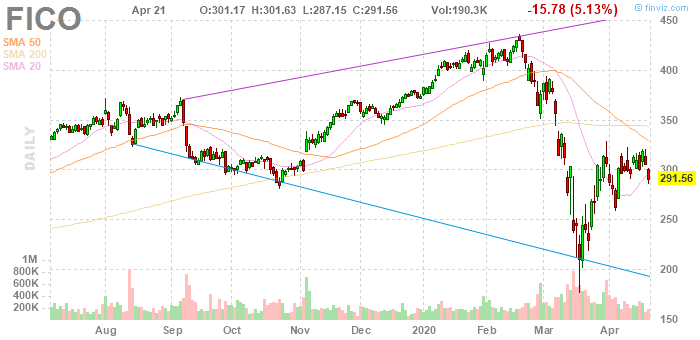 FICO Apr 21 O:301.17 H:301.63 L:287.15 C:291.56 Vol:190.3K -15.78 (5.13%)
© finviz.com
SMA 50
SMA 200
SMA 20
DAILY
450
400
350
300
291.56
250
200
150
1M
800K
600K
400K
200K
Aug Sep Oct Nov Dec 2020 Feb Mar Apr